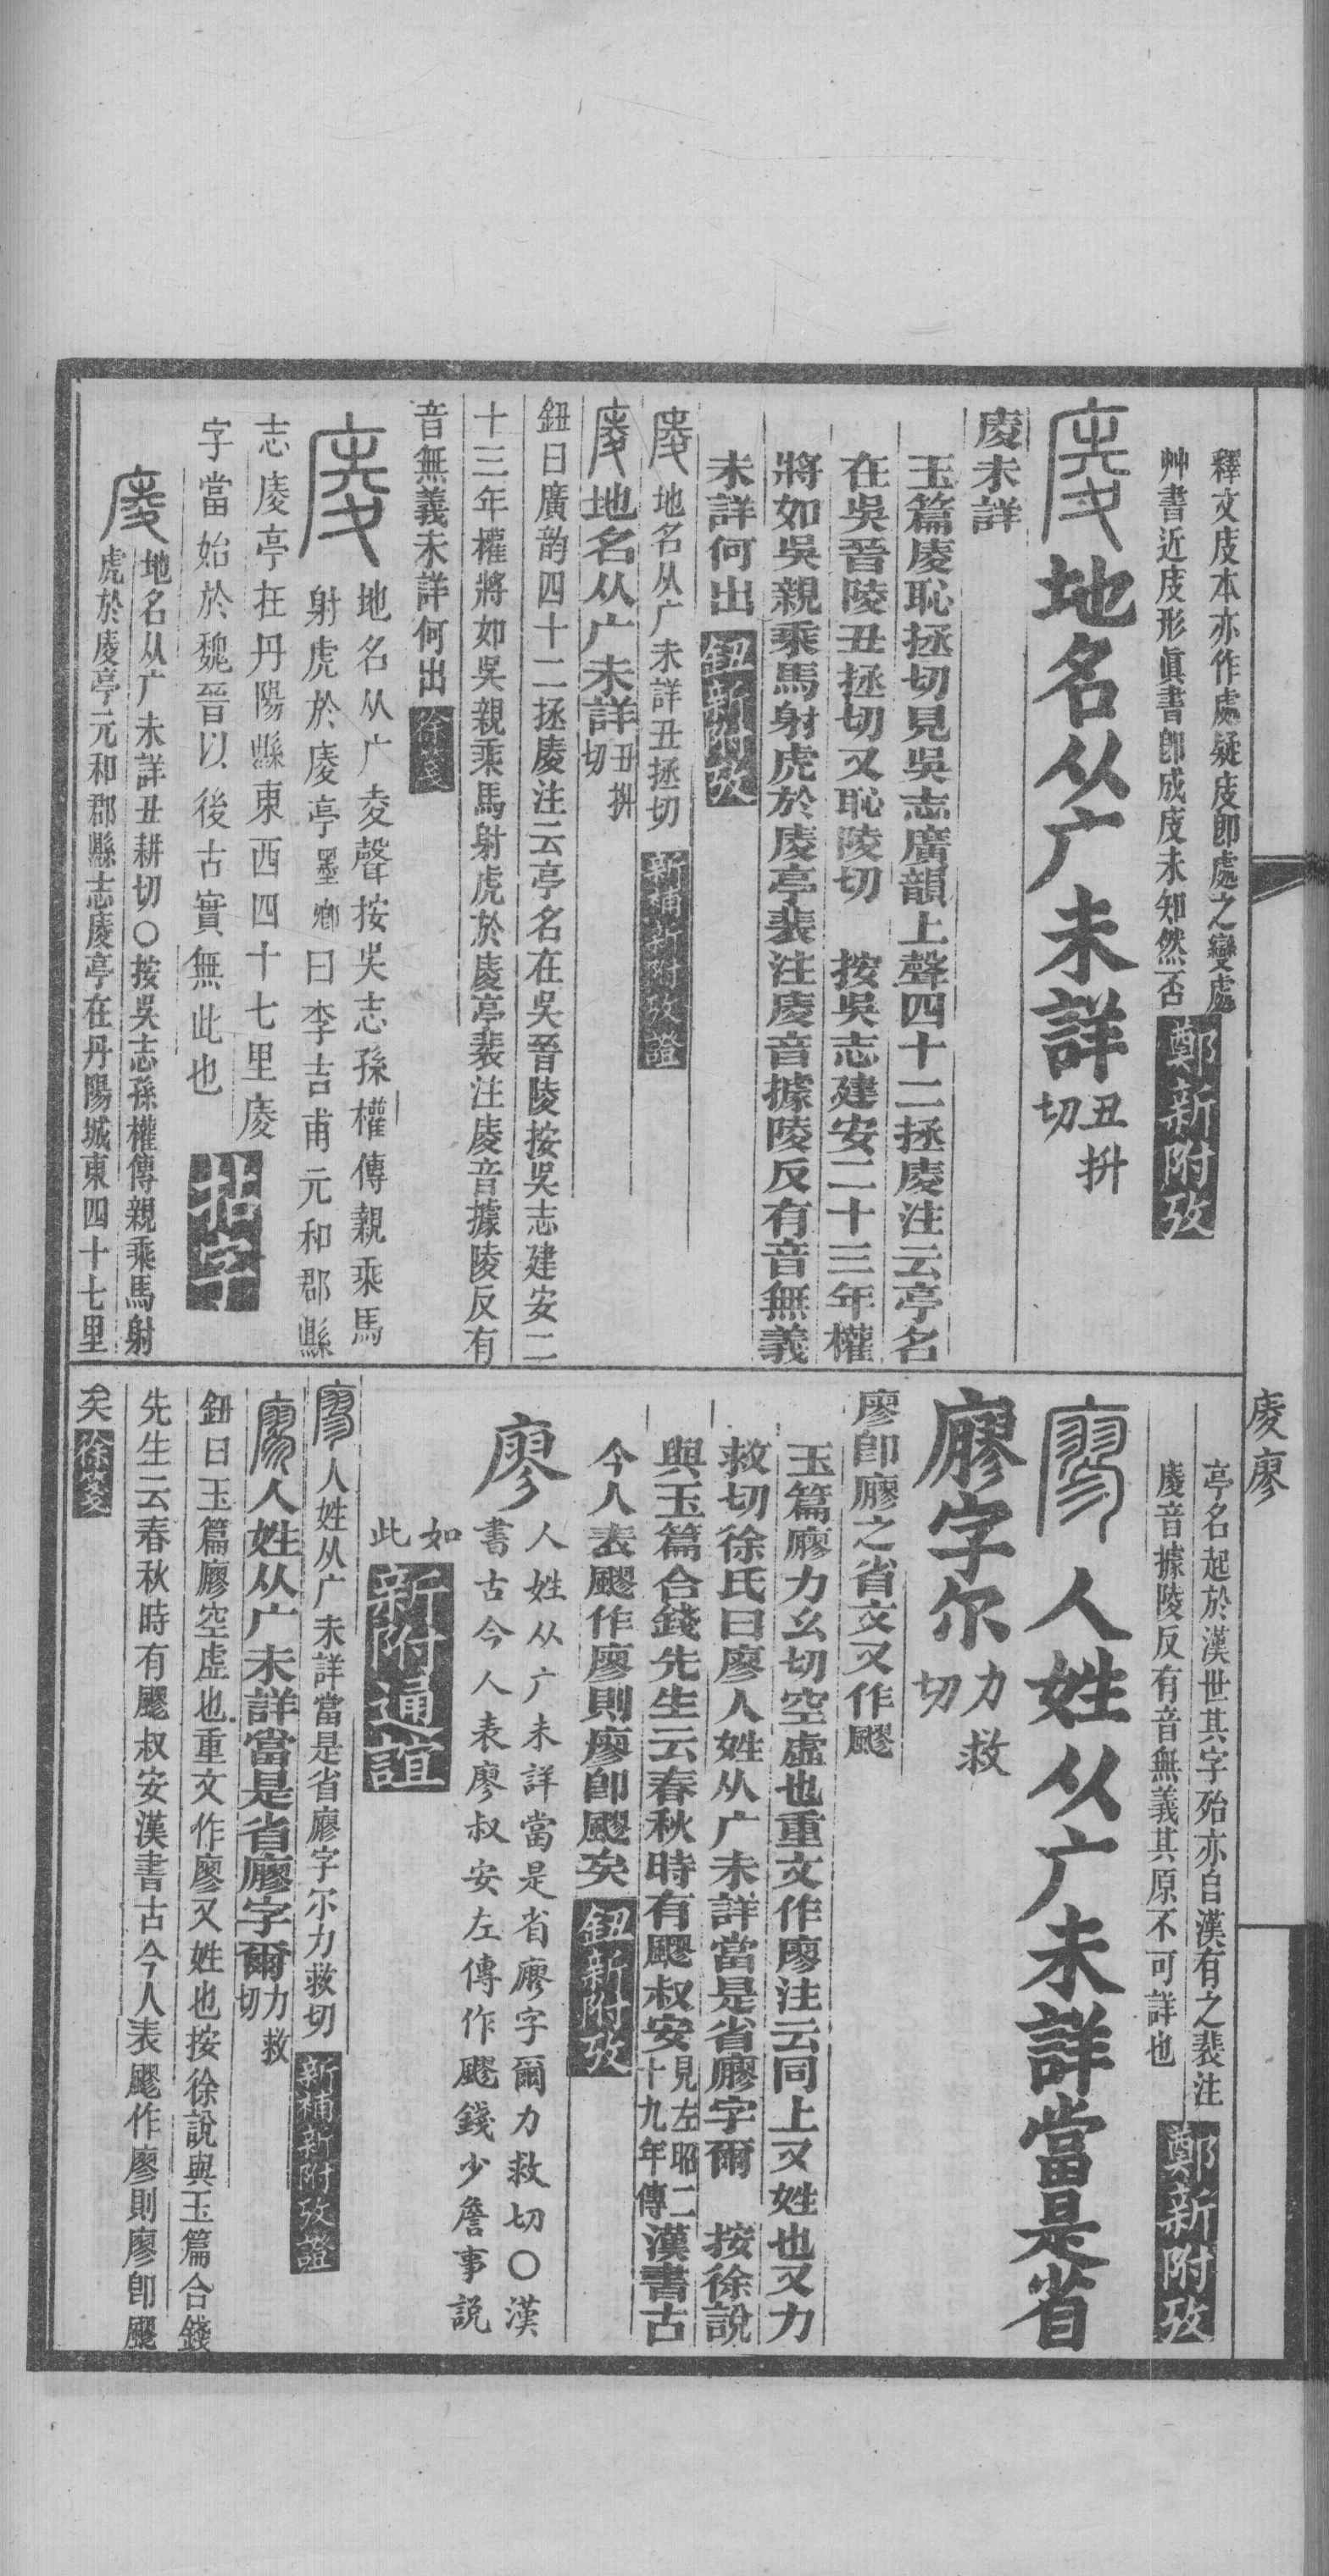 釋文庋本亦作處疑庋卽處之變處
艸書近庋形眞書卽成庋未知然否鄭新附攷
庱地名从广未詳丑拼切
庱未詳
玉篇庱恥拯切見吳志廣韻上聲四十二拯庱注云亭名
在吳晉陵丑拯切又恥陵切　按吳志建安二十三年權
將如吳親乘馬射虎於庱亭裴注庱音攄陵反有音無義
未詳何出鈕新附攷
庱地名从广未詳丑拯切　新補新附攷證
庱地名从广未詳丑拼切
鈕曰廣韵四十二拯庱注云亭名在吳晉陵按吳志建安二
十三年權將如吳親乘馬射虎於庱亭裴注庱音攄陵反有
音無義未詳何出徐箋
庱地名从广夌聲按吳志孫權傳親乘馬
射虎於庱亭墨鄉曰李吉甫元和郡縣
志庱亭在丹陽縣東西四十七里庱
字當始於魏晉以後古實無此也
庱地名从广未詳丑耕切○按吳志孫權傳親乘馬射
虎於庱亭元和郡縣志庱亭在丹陽城東四十七里
亭名起於漢世其字殆亦自漢有之裴注
庱音攄陵反有音無義其原不可詳也　鄭新附攷
廖人姓从广未詳當是省
廫字尔力救切
廖卽廫之省文又作飂
玉篇廫力幺切空虛也重文作廖注云同上又姓也又力
救切徐氏曰廖人姓从广未詳當是省廫字爾　按徐說
與玉篇合錢先生云春秋時有飂叔安見左昭二十九年傳漢書古
今人表飂作廖則廖卽飂矣鈕新附攷
廖人姓从广未詳當是省廫字爾力救切○漢
書古今人表廖叔安左傳作飂錢少詹事説
如此新附通誼
廖人姓从广未詳當是省廫字尔力救切　新補新附攷證
廖人姓从广未詳當是省廫字爾力救切
鈕曰玉篇廫空虛也重文作廖又姓也按徐說與玉篇合錢
先生云春秋時有飂叔安漢書古今人表飂作廖則廖卽飂
矣徐箋
庱廖